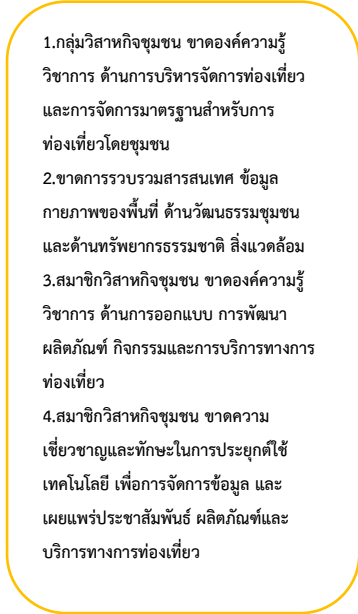 1.กลุ่มวิสาหกิจชุมชน ขาดองค์ความรู้
วิชาการ ด้านการบริหารจัดการท่องเที่ยว
และการจัดการมาตรฐานสำหรับการ
ท่องเที่ยวโดยชุมชน
2.ขาดการรวบรวมสารสนเทศ ข้อมูล
กายภาพของพื้นที่ ด้านวัฒนธรรมชุมชน
และด้านทรัพยากรธรรมชาติ สิ่งแวดล้อม
3.สมาชิกวิสาหกิจชุมชน ขาดองค์ความรู้
วิชาการ ด้านการออกแบบ การพัฒนา
ผลิตภัณฑ์ กิจกรรมและการบริการทางการ
ท่องเที่ยว
4.สมาชิกวิสาหกิจชุมชน ขาดความ
เชี่ยวชาญและทักษะในการประยุกต์ใช้
เทคโนโลยี เพื่อการจัดการข้อมูล และ
เผยแพร่ประชาสัมพันธ์ ผลิตภัณฑ์และ
บริการทางการท่องเที่ยว